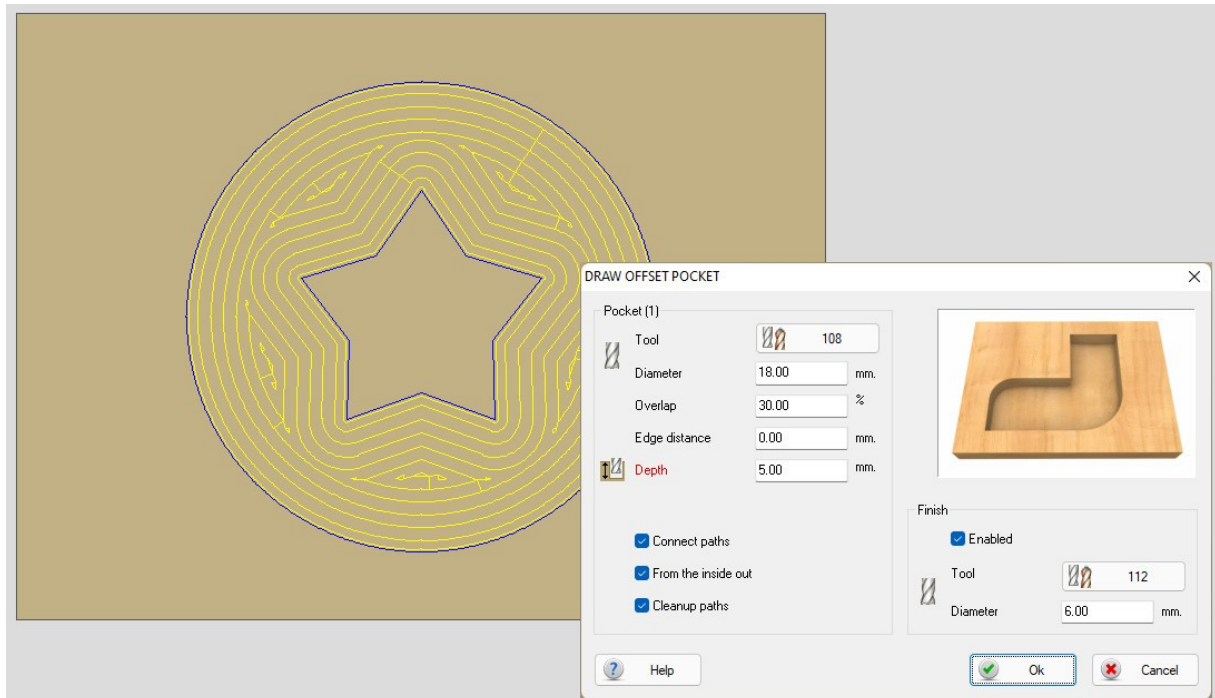 DRAW OFFSET POCKET
Pocket (1)
Tool 108
Diameter 18.00 mm.
Overlap 30.00 %
Edge distance 0.00 mm.
Depth 5.00 mm.
Connect paths
From the inside out
Cleanup paths
Finish
Enabled
Tool 112
Diameter 6.00 mm.
? Help
Ok
Cancel